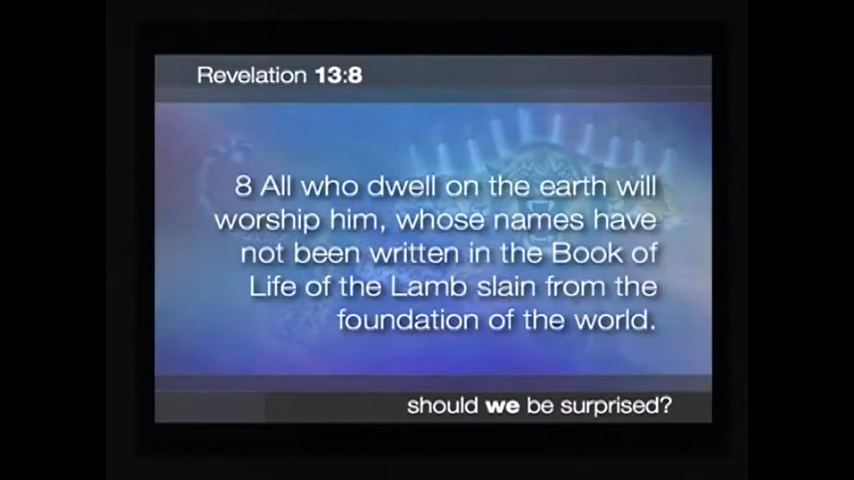 Revelation 13:8
8 All who dwell on the earth will
worship him, whose names have
not been written in the Book of
Life of the Lamb slain from the
foundation of the world.
should we be surprised?